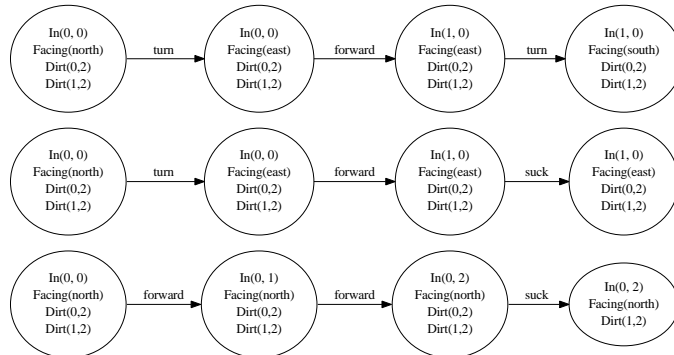 In(0, 0)
Facing(north)
Dirt(0,2)
Dirt(1,2)
turn
In(0, 0)
Facing(east)
Dirt(0,2)
Dirt(1,2)
forward
In(1, 0)
Facing(east)
Dirt(0,2)
Dirt(1,2)
turn
In(1, 0)
Facing(south)
Dirt(0,2)
Dirt(1,2)
In(0, 0)
Facing(north)
Dirt(0,2)
Dirt(1,2)
turn
In(0, 0)
Facing(east)
Dirt(0,2)
Dirt(1,2)
forward
In(1, 0)
Facing(east)
Dirt(0,2)
Dirt(1,2)
suck
In(1, 0)
Facing(east)
Dirt(0,2)
Dirt(1,2)
In(0, 0)
Facing(north)
Dirt(0,2)
Dirt(1,2)
forward
In(0, 1)
Facing(north)
Dirt(0,2)
Dirt(1,2)
forward
In(0, 2)
Facing(north)
Dirt(0,2)
Dirt(1,2)
suck
In(0, 2)
Facing(north)
Dirt(1,2)